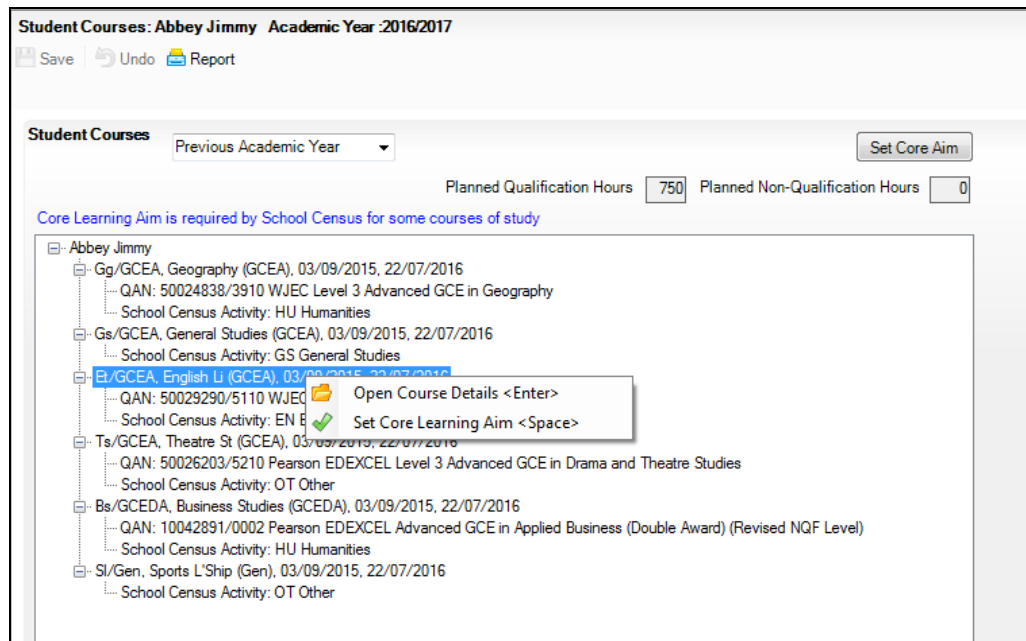 Student Courses: Abbey Jimmy Academic Year :2016/2017
Save Undo Report
Student Courses Previous Academic Year Set Core Aim
Planned Qualification Hours 750 Planned Non-Qualification Hours 0
Core Learning Aim is required by School Census for some courses of study
Abbey Jimmy
Gg/GCEA, Geography (GCEA), 03/09/2015, 22/07/2016
QAN: 50024838/3910 WJEC Level 3 Advanced GCE in Geography
School Census Activity: HU Humanities
Gs/GCEA, General Studies (GCEA), 03/09/2015, 22/07/2016
School Census Activity: GS General Studies
Et/GCEA, English Li (GCEA), 03/09/2015, 22/07/2016
QAN: 50029290/5110 WJEC
Open Course Details <Enter>
School Census Activity: EN
Set Core Learning Aim <Space>
Ts/GCEA, Theatre St (GCEA), 03/09/2015, 22/07/2016
QAN: 50026203/5210 Pearson EDEXCEL Level 3 Advanced GCE in Drama and Theatre Studies
School Census Activity: OT Other
Bs/GCEDA, Business Studies (GCEDA), 03/09/2015, 22/07/2016
QAN: 10042891/0002 Pearson EDEXCEL Advanced GCE in Applied Business (Double Award) (Revised NQF Level)
School Census Activity: HU Humanities
Sl/Gen, Sports L'Ship (Gen), 03/09/2015, 22/07/2016
School Census Activity: OT Other